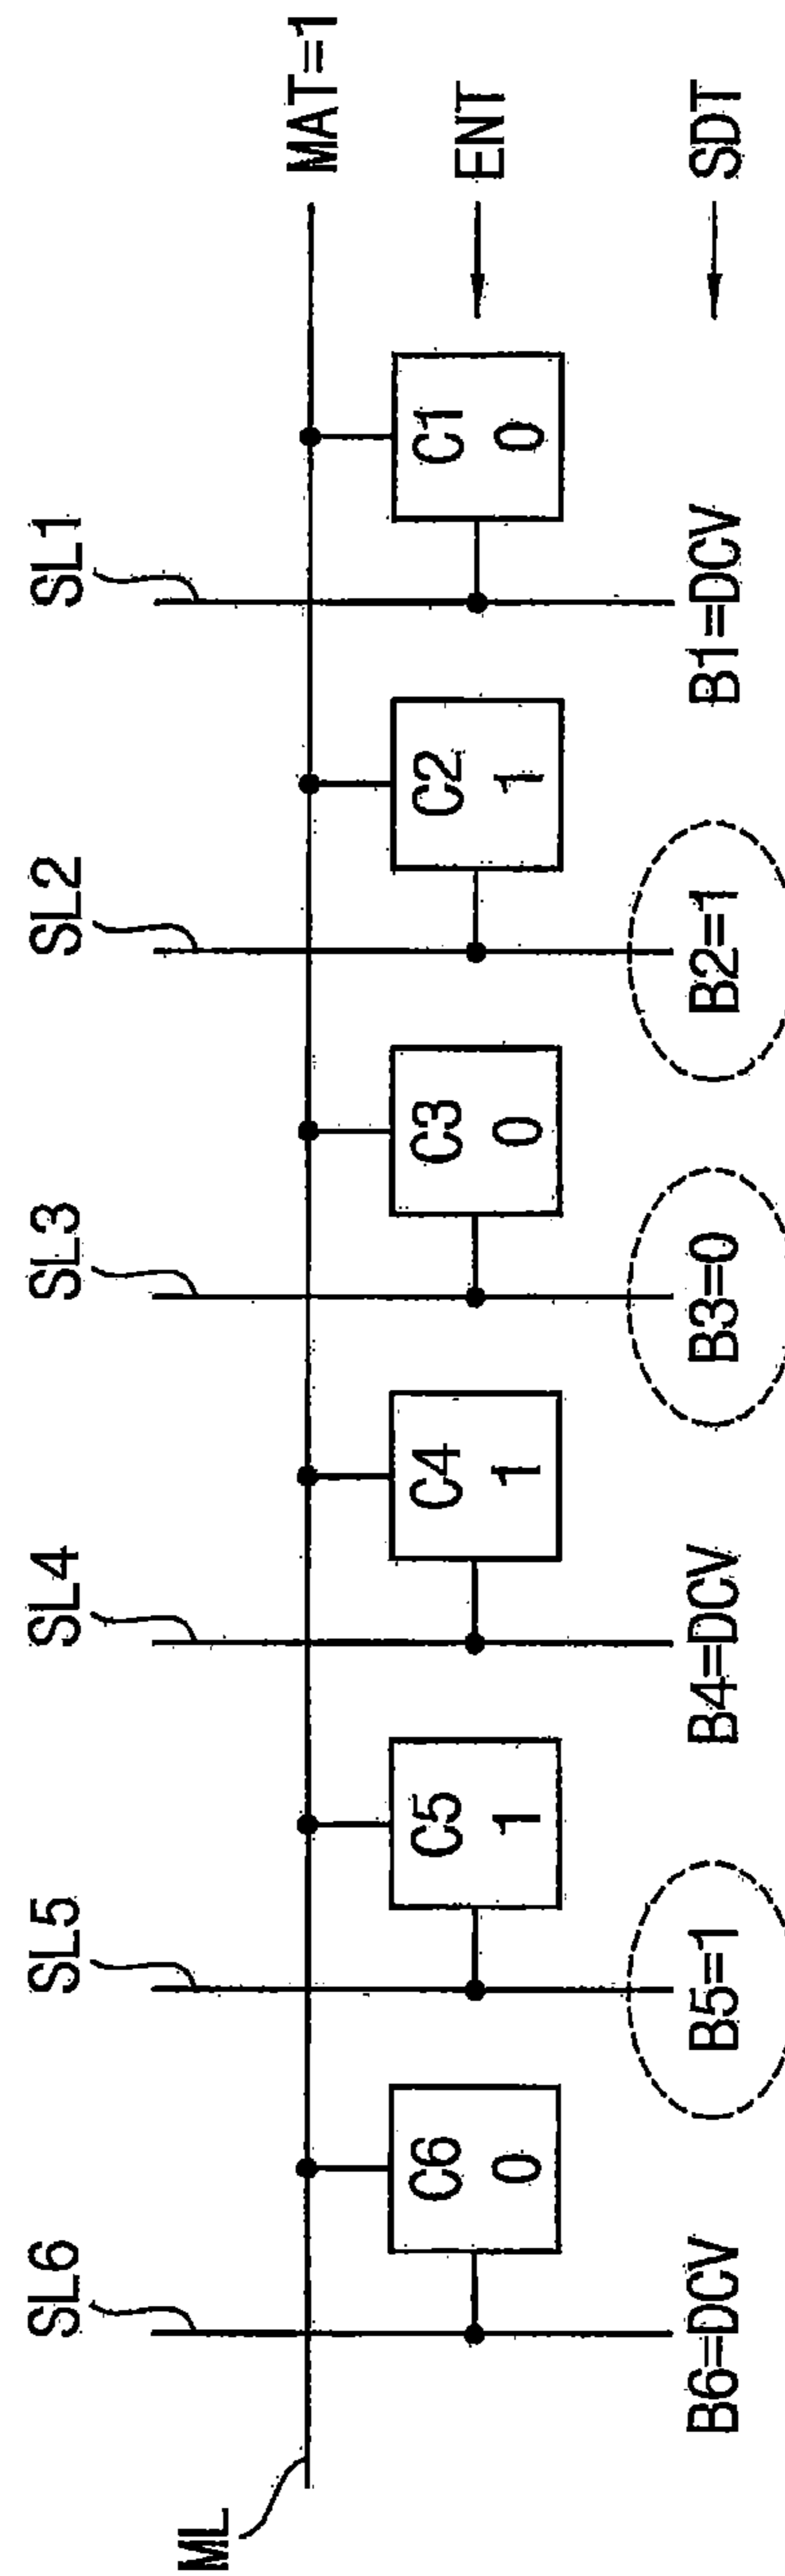 SL6 SL5 SL4 SL3 SL2 SL1
ML MAT=1
C6 C5 C4 C3 C2 C1 ENT
0 1 1 0 1 0
B6=DCV B5=1 B4=DCV B3=0 B2=1 B1=DCV SDT